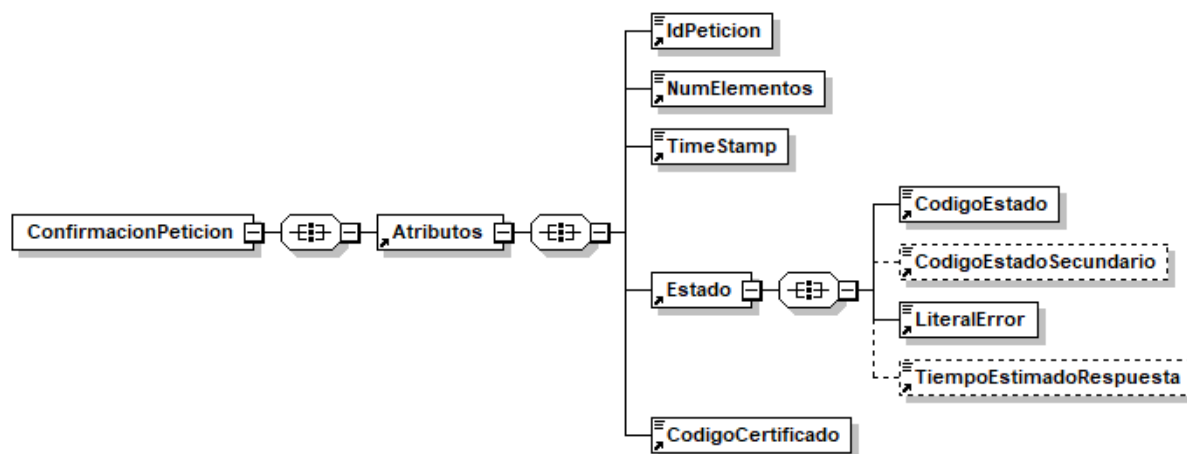 IdPeticion
NumElementos
TimeStamp
ConfirmacionPeticion
Atributos
Estado
CodigoEstado
CodigoEstadoSecundario
LiteralError
TiempoEstimadoRespuesta
CodigoCertificado